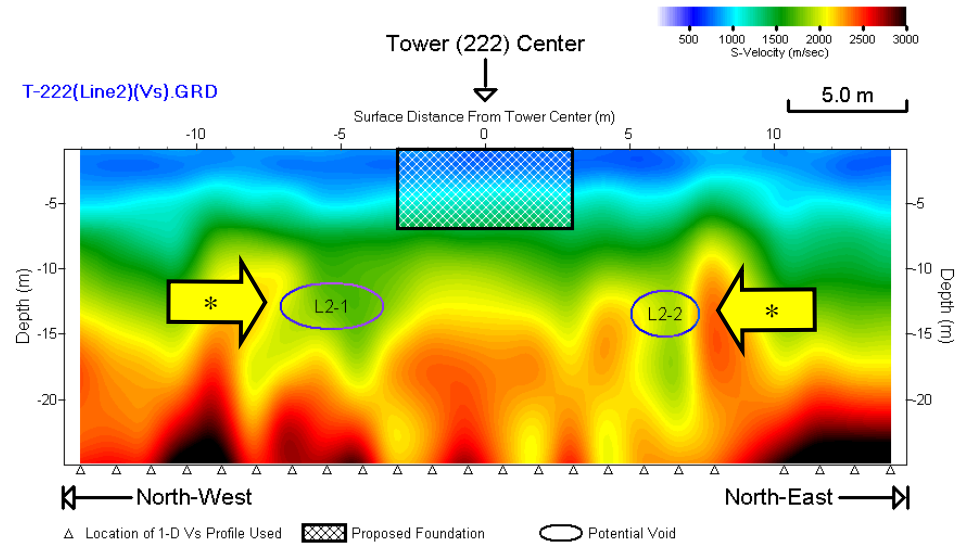 500 1000 1500 2000 2500 3000
S-Velocity (m/sec)
Tower (222) Center
T-222(Line2)(Vs).GRD
5.0 m
Surface Distance From Tower Center (m)
-10 -5 0 5 10
-5 -5
-10 -10
Depth (m) Depth (m)
* L2-1 L2-2 *
-15 -15
-20 -20
North-West North-East
Location of 1-D Vs Profile Used Proposed Foundation Potential Void